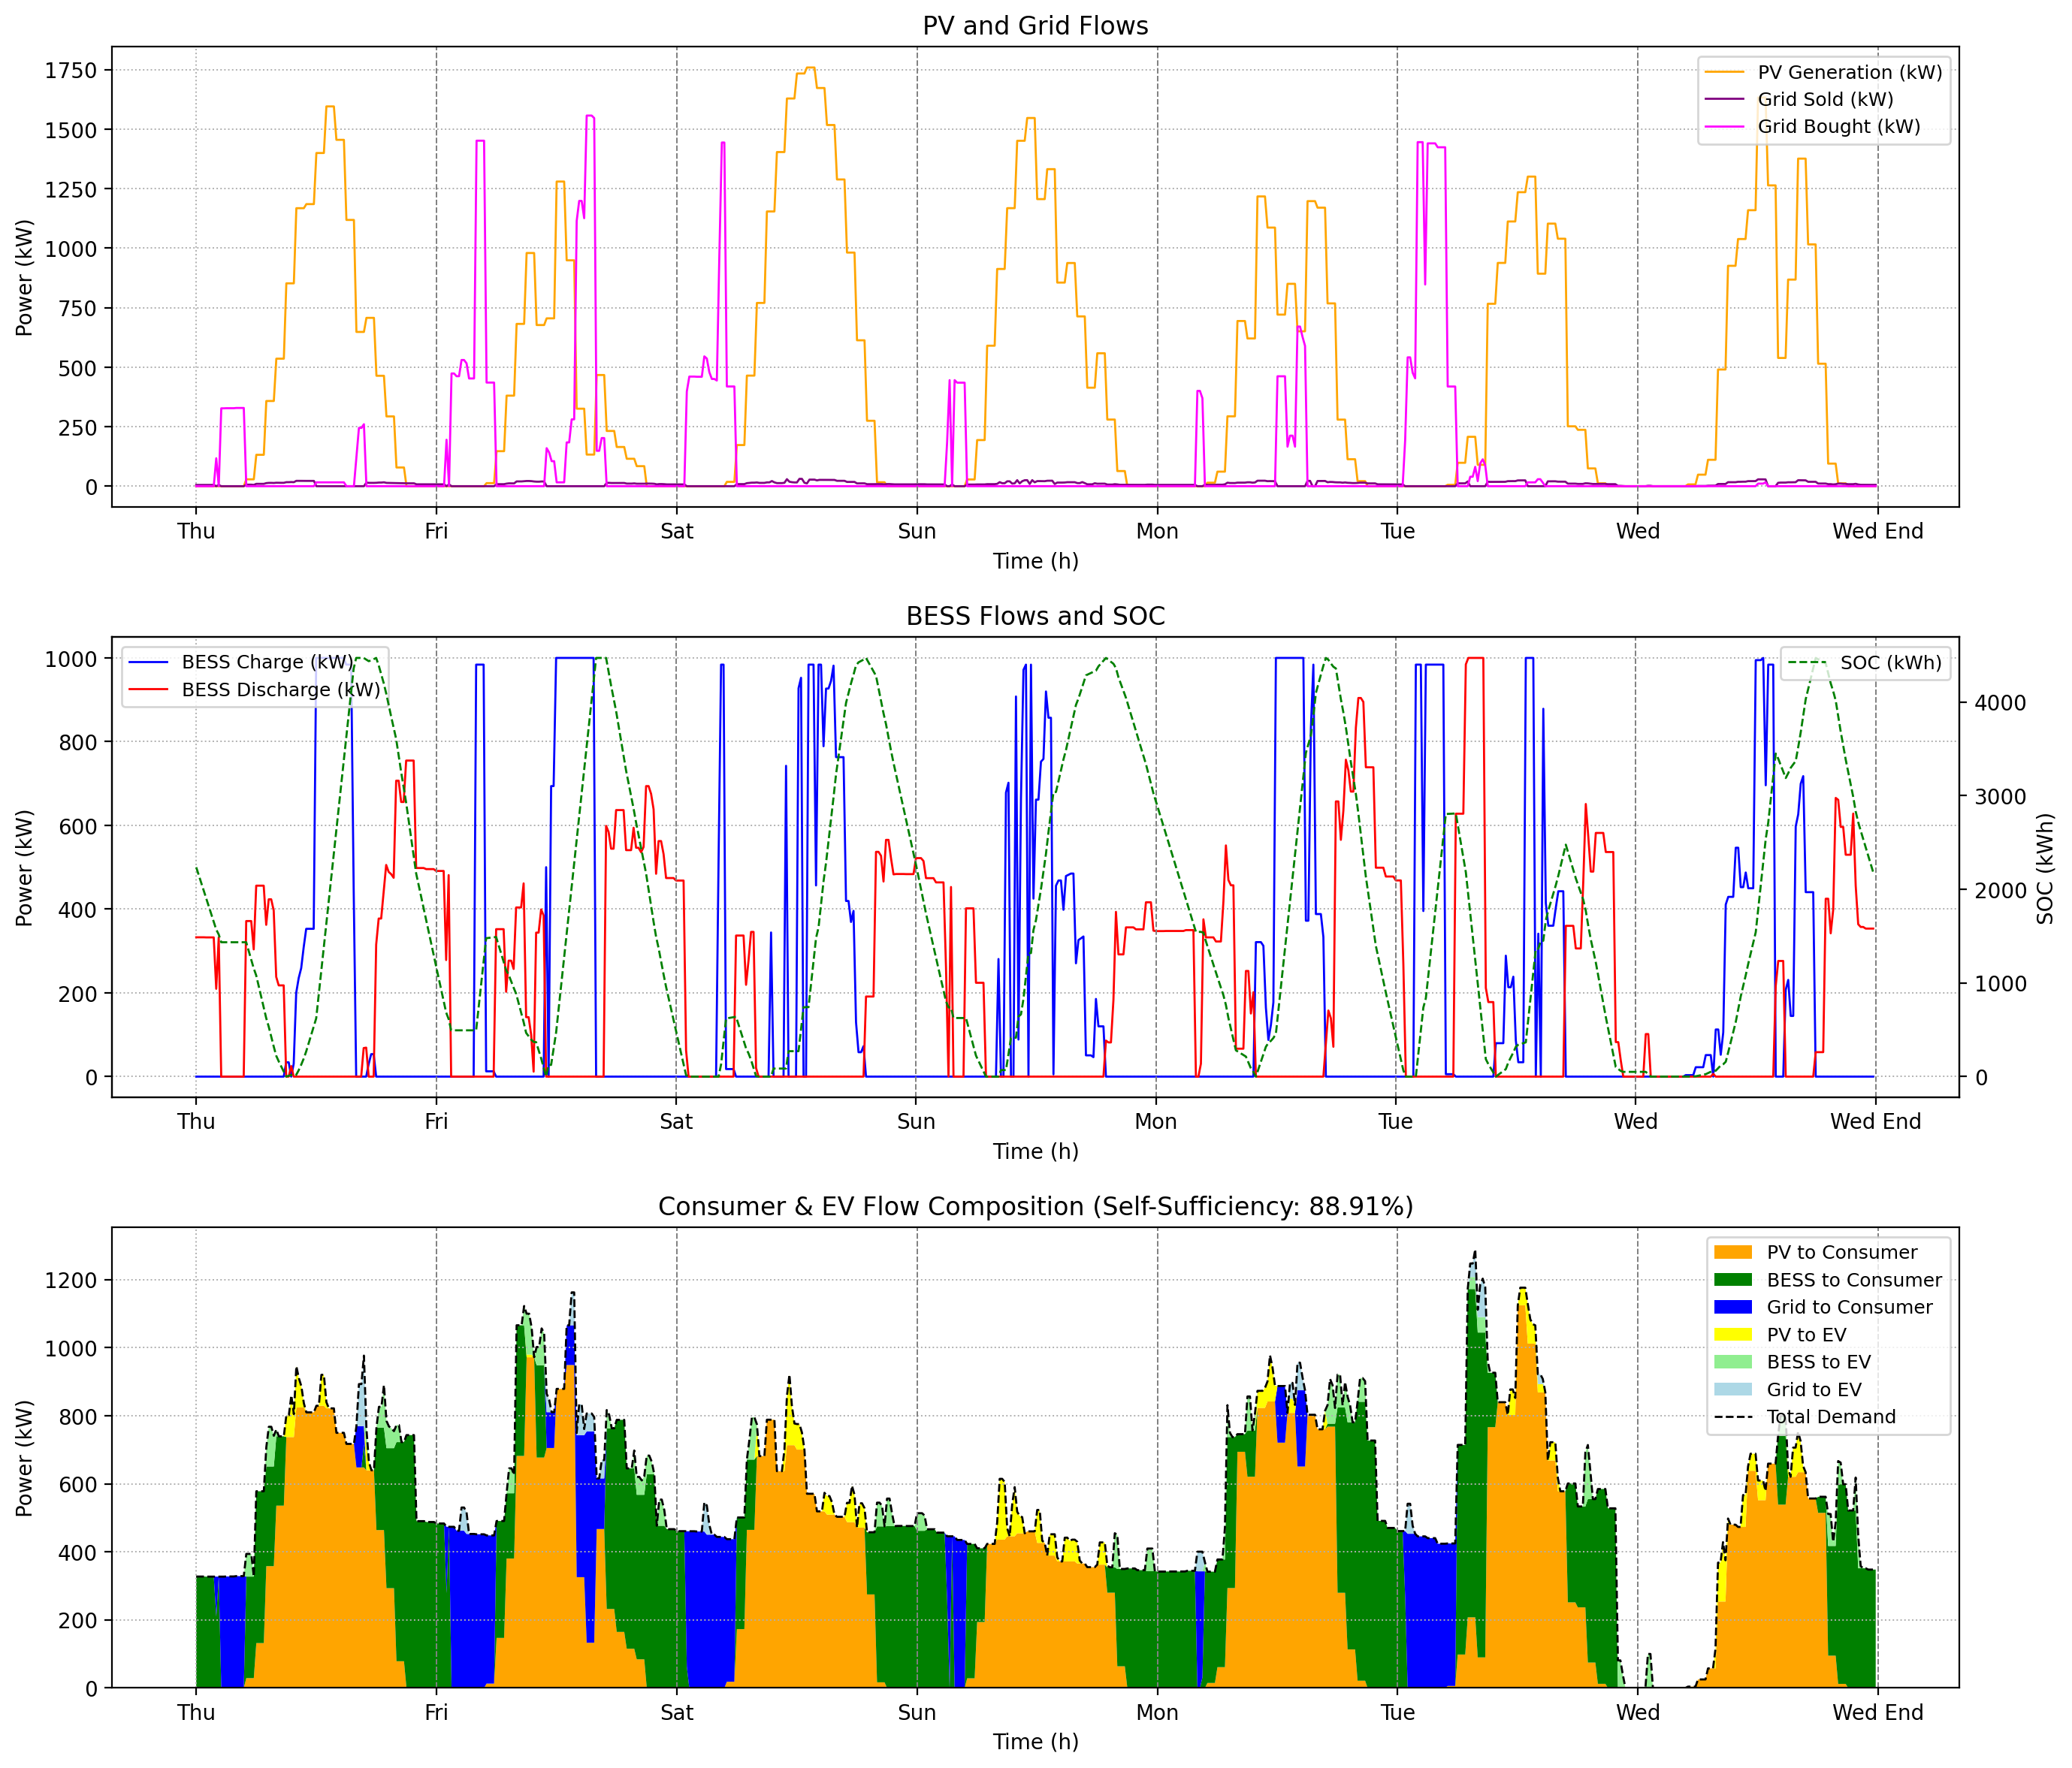 PV and Grid Flows
PV Generation (kW)
Grid Sold (kW)
Grid Bought (kW)
Power (kW)
1750
1500
1250
1000
750
500
250
0
Thu Fri Sat Sun Mon Tue Wed Wed End
Time (h)
BESS Flows and SOC
BESS Charge (kW)
BESS Discharge (kW)
SOC (kWh)
Power (kW)
1000
800
600
400
200
0
4000
3000
2000
1000
0
SOC (kWh)
Thu Fri Sat Sun Mon Tue Wed Wed End
Time (h)
Consumer & EV Flow Composition (Self-Sufficiency: 88.91%)
PV to Consumer
BESS to Consumer
Grid to Consumer
PV to EV
BESS to EV
Grid to EV
Total Demand
Power (kW)
1200
1000
800
600
400
200
0
Thu Fri Sat Sun Mon Tue Wed Wed End
Time (h)